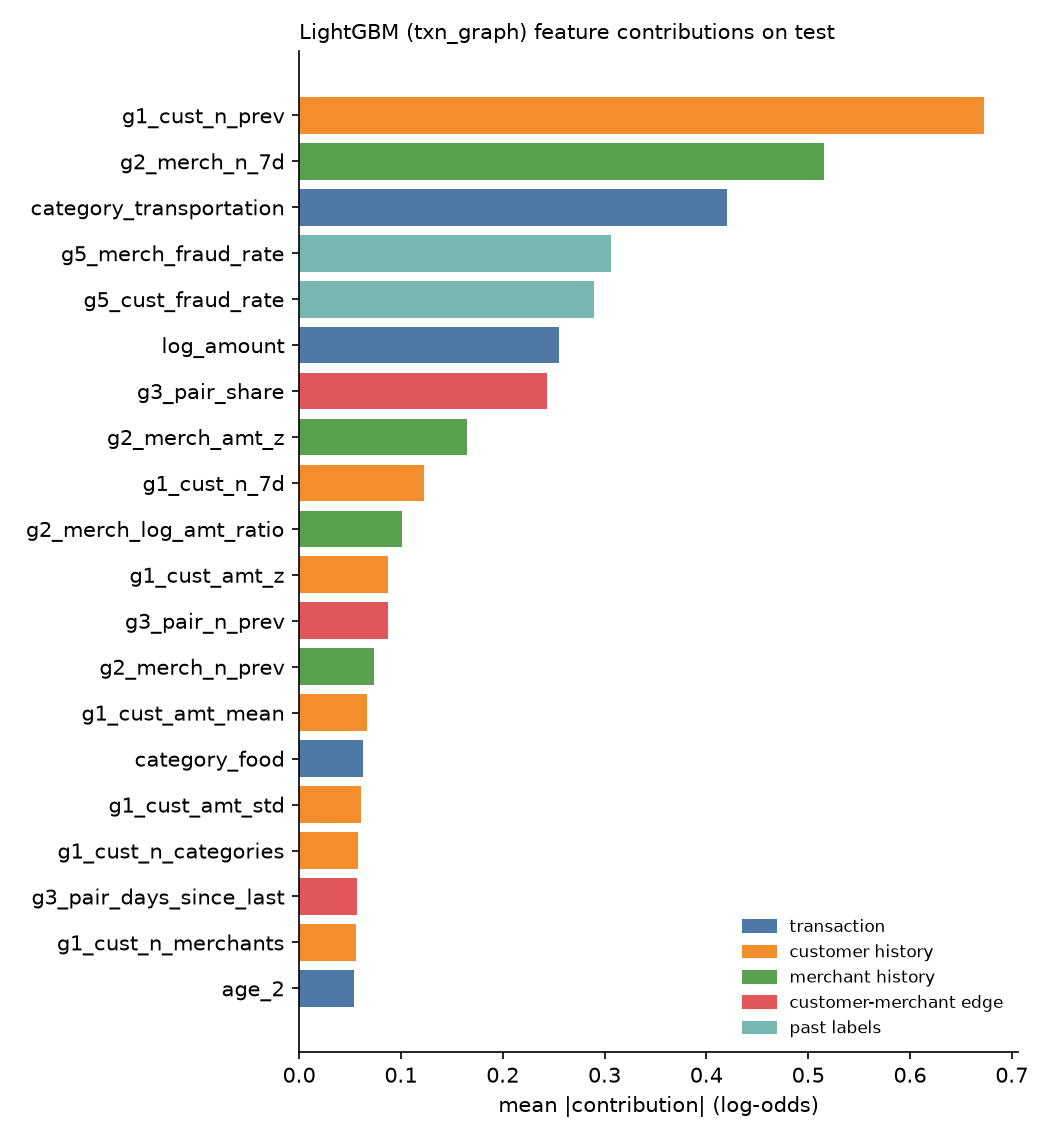 LightGBM (txn_graph) feature contributions on test
g1_cust_n_prev
g2_merch_n_7d
category_transportation
g5_merch_fraud_rate
g5_cust_fraud_rate
log_amount
g3_pair_share
g2_merch_amt_z
g1_cust_n_7d
g2_merch_log_amt_ratio
g1_cust_amt_z
g3_pair_n_prev
g2_merch_n_prev
g1_cust_amt_mean
category_food
g1_cust_amt_std
g1_cust_n_categories
g3_pair_days_since_last
g1_cust_n_merchants
age_2
transaction
customer history
merchant history
customer-merchant edge
past labels
0.0 0.1 0.2 0.3 0.4 0.5 0.6 0.7
mean |contribution| (log-odds)